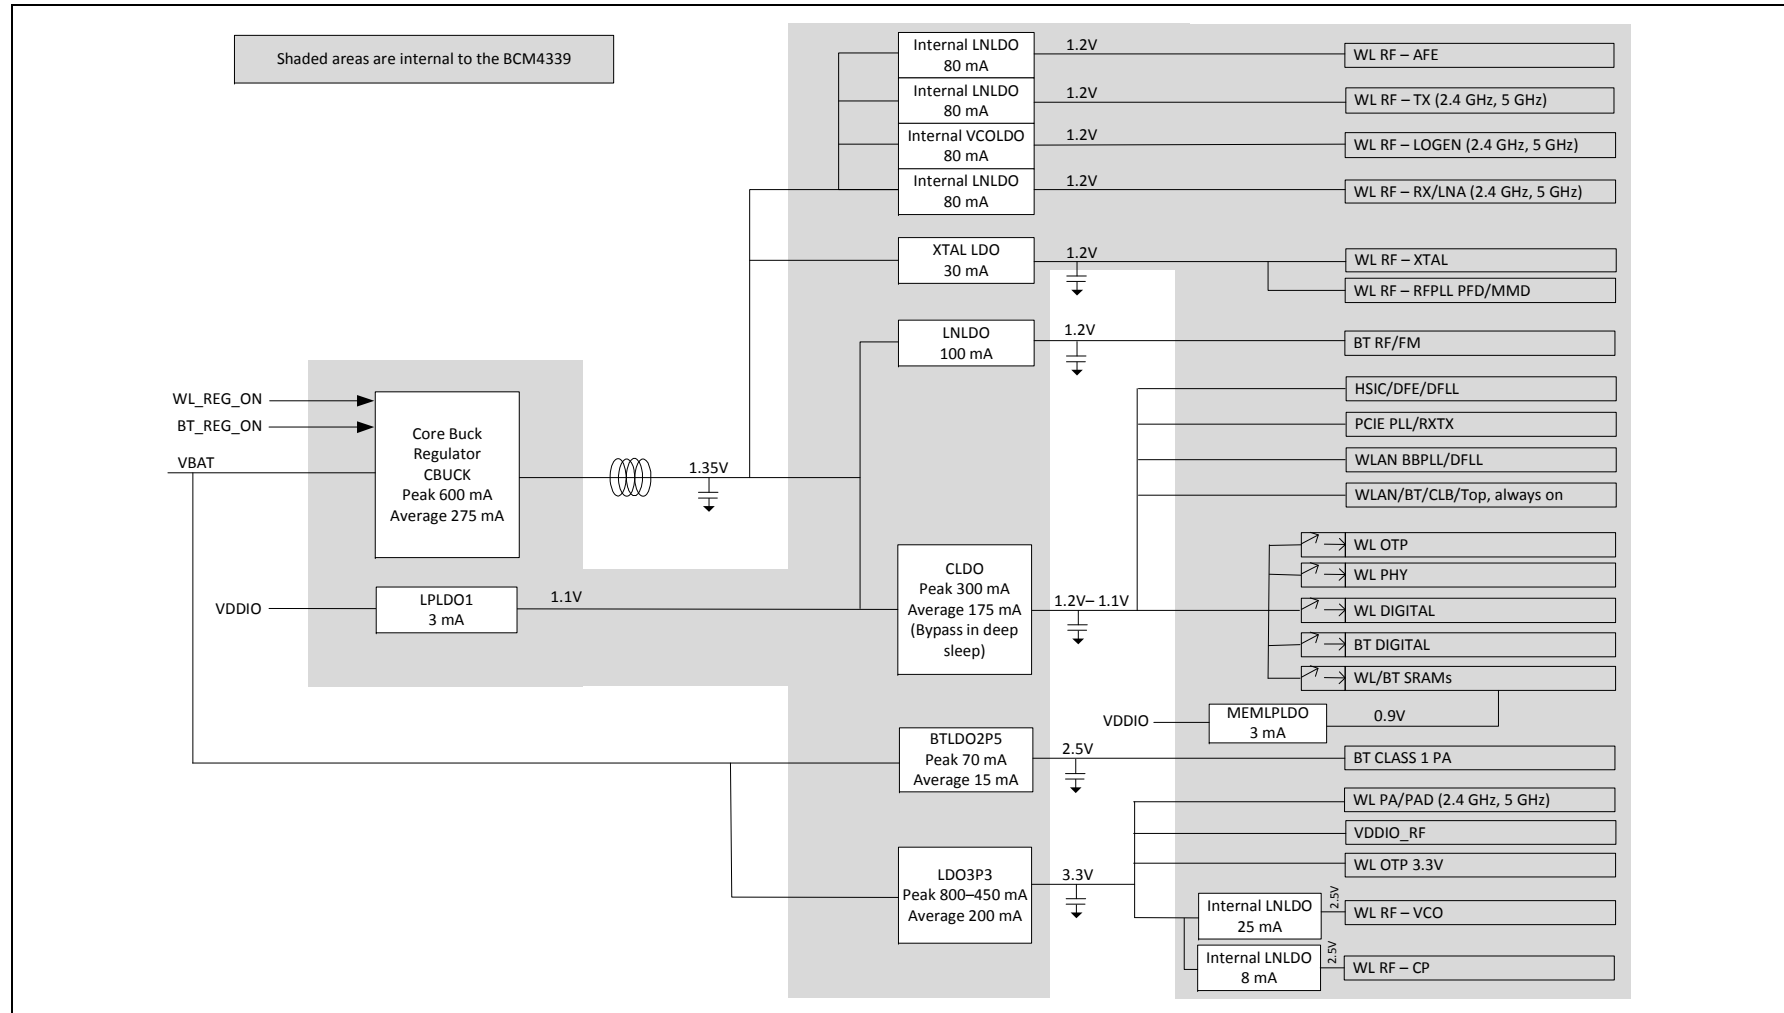 Shaded areas are internal to the BCM4339
Internal LNLDO
80 mA
1.2V
WL RF – AFE
Internal LNLDO
80 mA
1.2V
WL RF – TX (2.4 GHz, 5 GHz)
Internal VCOLDO
80 mA
1.2V
WL RF – LOGEN (2.4 GHz, 5 GHz)
Internal LNLDO
80 mA
1.2V
WL RF – RX/LNA (2.4 GHz, 5 GHz)
XTAL LDO
30 mA
1.2V
WL RF – XTAL
WL RF – RFPLL PFD/MMD
LNLDO
100 mA
1.2V
BT RF/FM
WL_REG_ON
BT_REG_ON
VBAT
Core Buck
Regulator
CBUCK
Peak 600 mA
Average 275 mA
1.35V
HSIC/DFE/DFLL
PCIE PLL/RXTX
WLAN BBPLL/DFLL
WLAN/BT/CLB/Top, always on
VDDIO
LPLDO1
3 mA
1.1V
CLDO
Peak 300 mA
Average 175 mA
(Bypass in deep
sleep)
1.2V– 1.1V
WL OTP
WL PHY
WL DIGITAL
BT DIGITAL
WL/BT SRAMs
VDDIO
MEMLPLDO
3 mA
0.9V
BTLDO2P5
Peak 70 mA
Average 15 mA
2.5V
BT CLASS 1 PA
LDO3P3
Peak 800–450 mA
Average 200 mA
3.3V
WL PA/PAD (2.4 GHz, 5 GHz)
VDDIO_RF
WL OTP 3.3V
Internal LNLDO
25 mA
2.5V
WL RF – VCO
Internal LNLDO
8 mA
2.5V
WL RF – CP